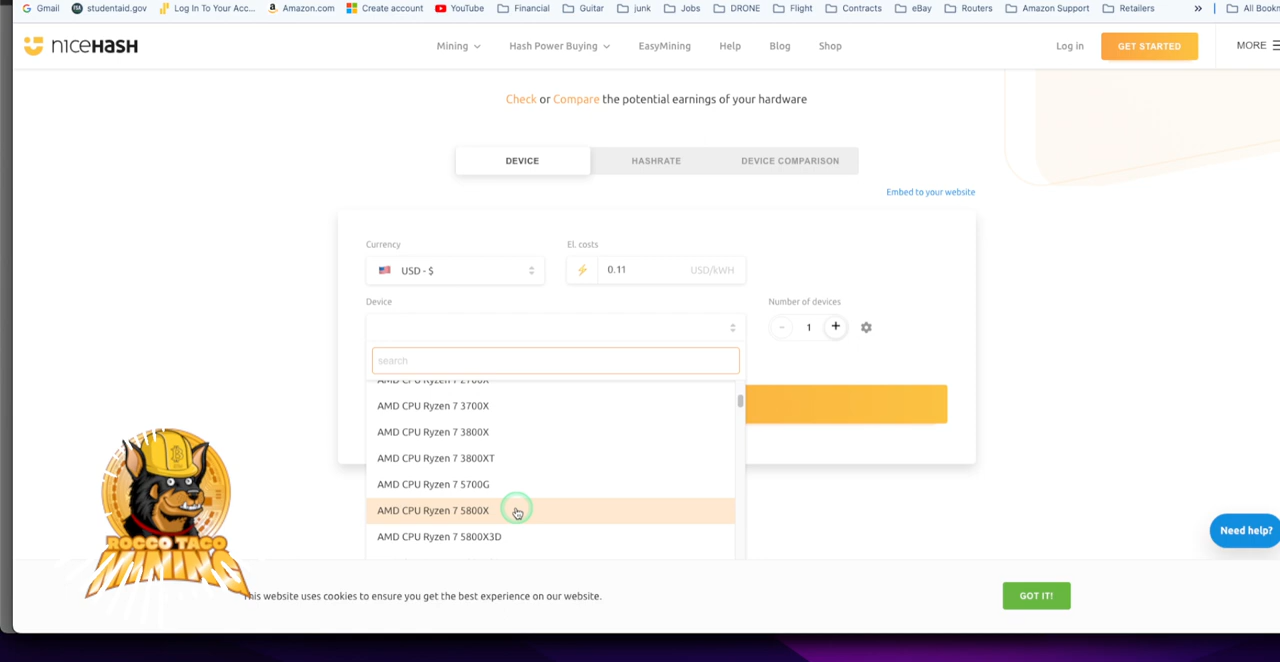 Gmail studentaid.gov Log In To Your Acc... Amazon.com Create account YouTube Financial Guitar junk Jobs DRONE Flight Contracts eBay Routers Amazon Support Retailers » All Bookm
nicehash Mining Hash Power Buying EasyMining Help Blog Shop Log in GET STARTED MORE
Check or Compare the potential earnings of your hardware
DEVICE HASHRATE DEVICE COMPARISON
Embed to your website
Currency El. costs
USD - $ 0.11 USD/kWH
Device Number of devices
- 1 +
search
AMD CPU Ryzen 7 2700X
AMD CPU Ryzen 7 3700X
AMD CPU Ryzen 7 3800X
AMD CPU Ryzen 7 3800XT
AMD CPU Ryzen 7 5700G
AMD CPU Ryzen 7 5800X
AMD CPU Ryzen 7 5800X3D
Need help?
ROCCO TACO
MINING
This website uses cookies to ensure you get the best experience on our website. GOT IT!